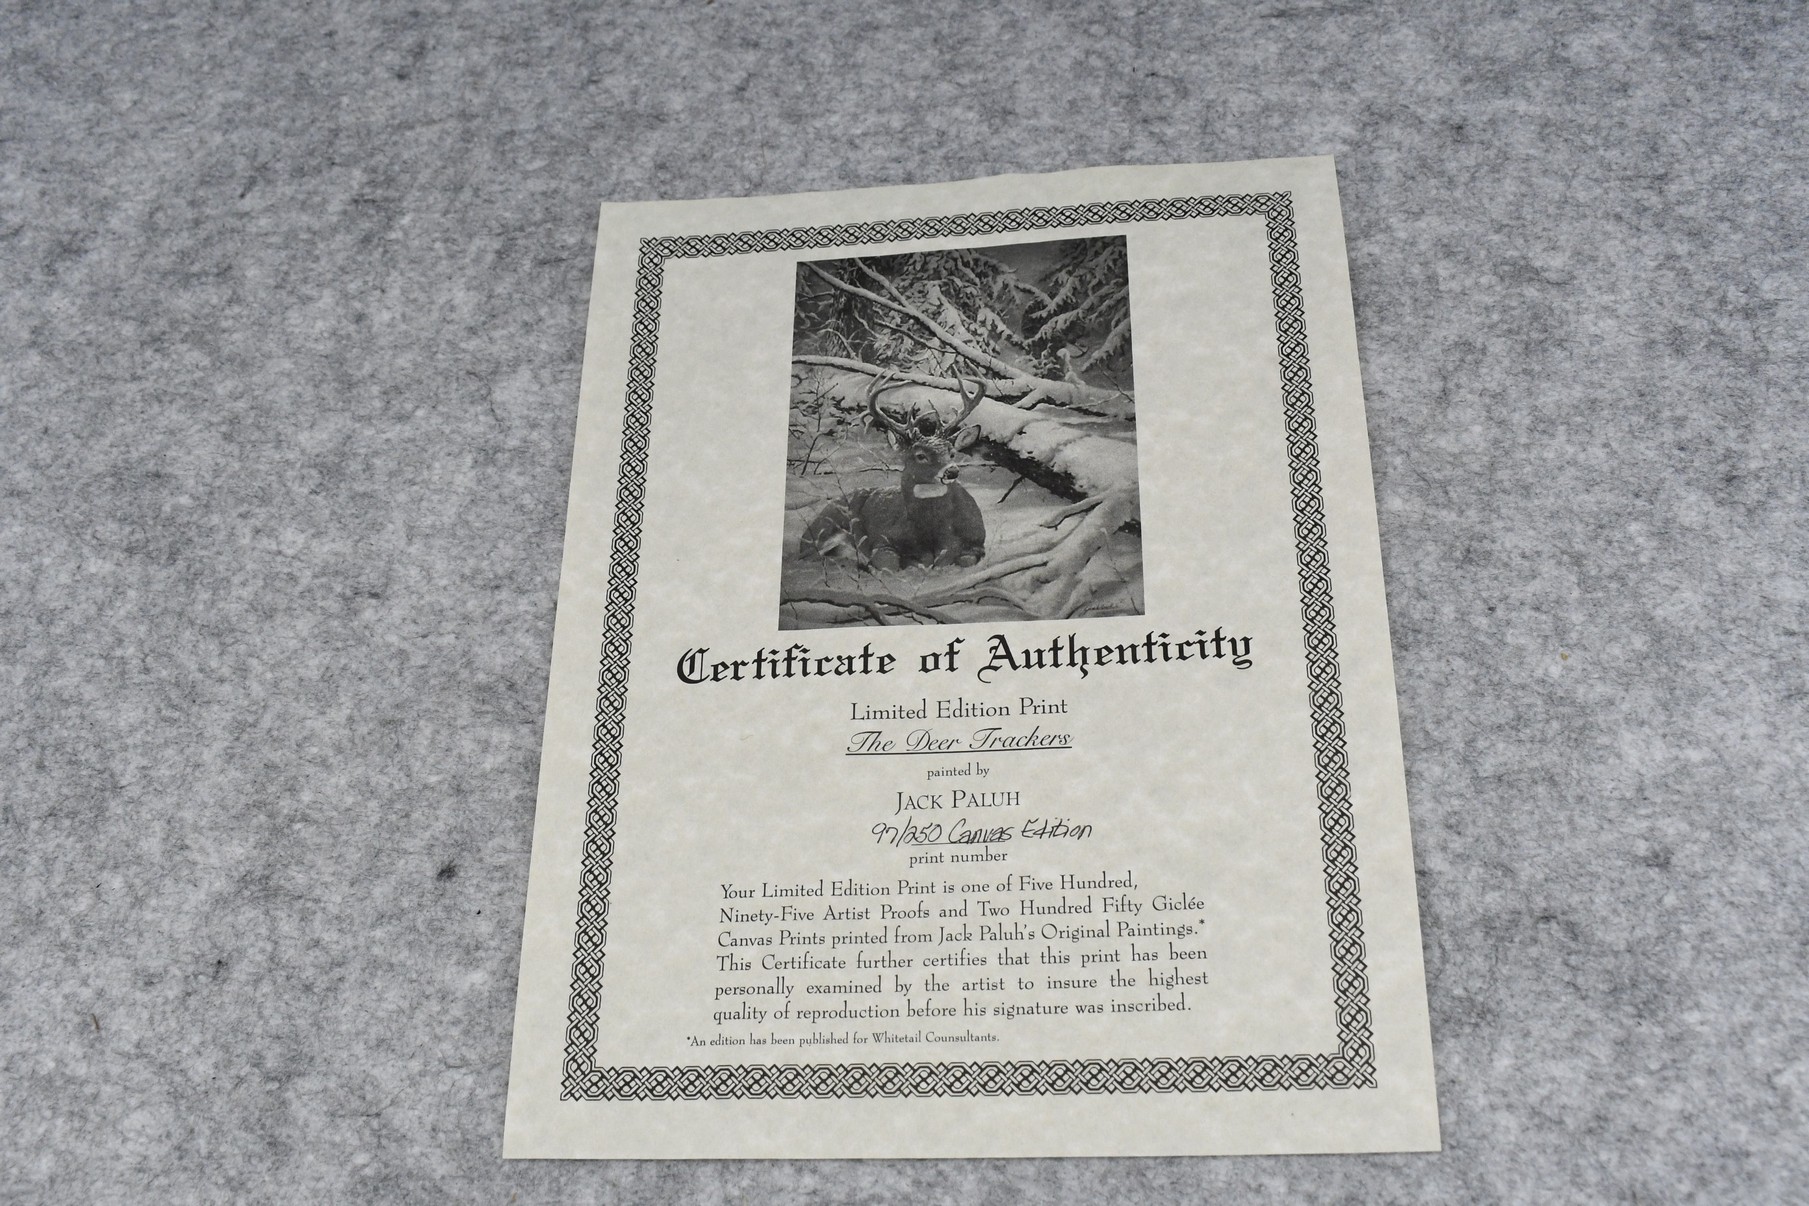 Certificate of Authenticity
Limited Edition Print
The Deer Trackers
painted by
JACK PALUH
97/250 Canvas Edition
print number
Your Limited Edition Print is one of Five Hundred,
Ninety-Five Artist Proofs and Two Hundred Fifty Giclée
Canvas Prints printed from Jack Paluh's Original Paintings.*
This Certificate further certifies that this print has been
personally examined by the artist to insure the highest
quality of reproduction before his signature was inscribed.
*An edition has been published for Whitetail Counsultants.